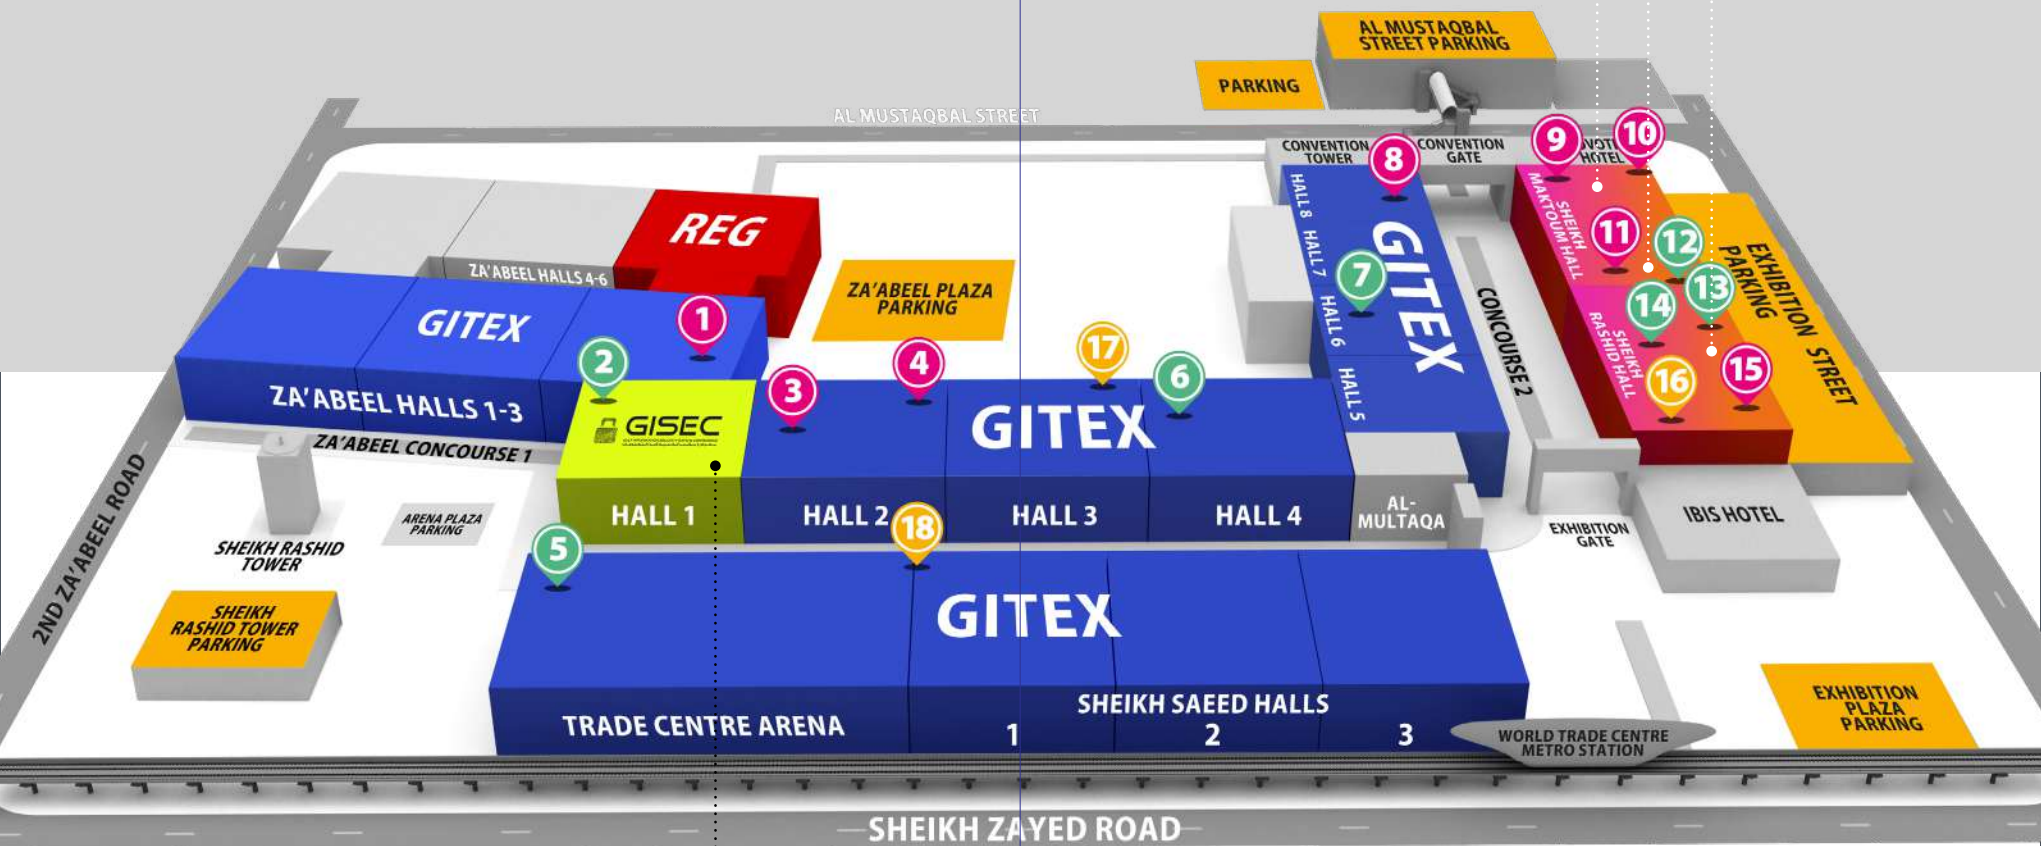 AL MUSTAQBAL
STREET PARKING
PARKING
AL MUSTAQBAL STREET
CONVENTION
TOWER
8
CONVENTION
GATE
9
HOTEL
10
REG
ZA'ABEEL HALLS 4-6
ZA'ABEEL PLAZA
PARKING
HALL 8
HALL 7
HALL 6
HALL 5
GITEX
7
CONCOURSE 2
SHEIKH
MAKTOUM HALL
11
12
13
14
SHEIKH
RASHID HALL
15
16
EXHIBITION STREET
PARKING
GITEX
ZA'ABEEL HALLS 1-3
1
2
3
4
17
6
GISEC
HALL 1
GITEX
HALL 2
HALL 3
HALL 4
AL-
MULTAQA
ZA'ABEEL CONCOURSE 1
2ND ZA'ABEEL ROAD
ARENA PLAZA
PARKING
SHEIKH RASHID
TOWER
SHEIKH
RASHID TOWER
PARKING
5
18
EXHIBITION
GATE
IBIS HOTEL
GITEX
TRADE CENTRE ARENA
SHEIKH SAEED HALLS
1
2
3
WORLD TRADE CENTRE
METRO STATION
EXHIBITION
PLAZA
PARKING
SHEIKH ZAYED ROAD